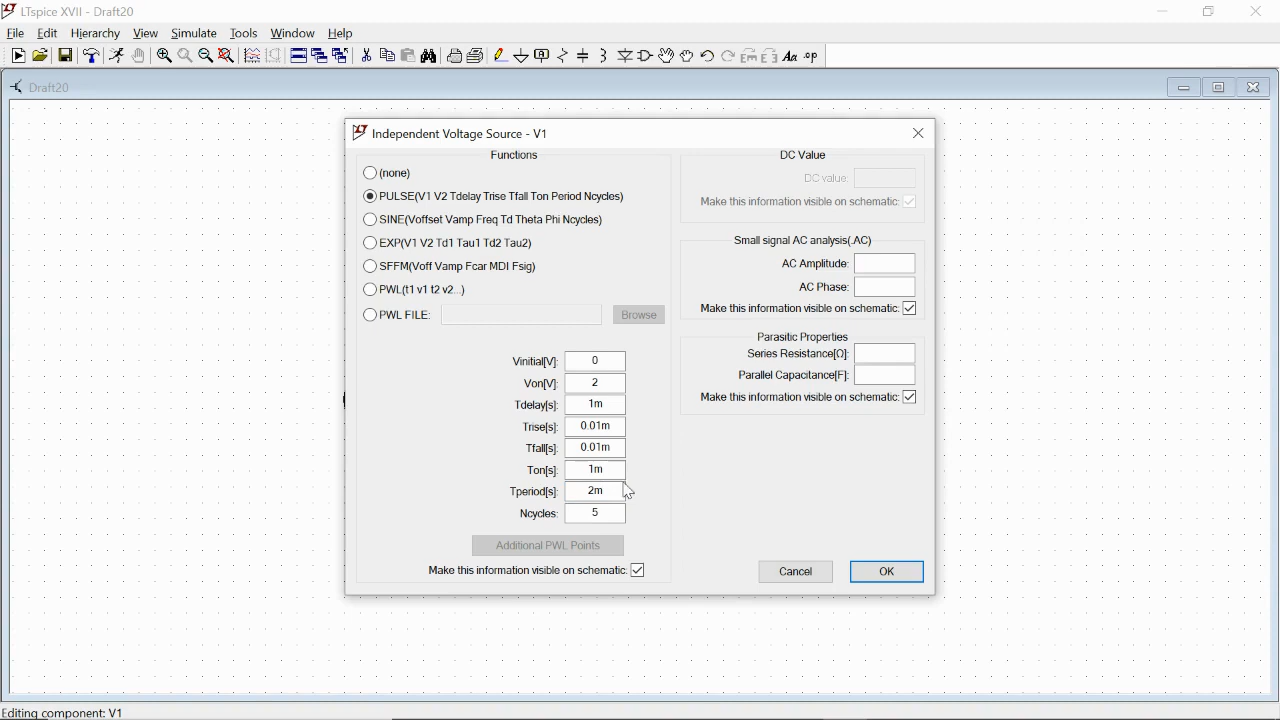 LTspice XVII - Draft20
File Edit Hierarchy View Simulate Tools Window Help
Aa .op
Draft20
Independent Voltage Source - V1
Functions
(none)
PULSE(V1 V2 Tdelay Trise Tfall Ton Period Ncycles)
SINE(Voffset Vamp Freq Td Theta Phi Ncycles)
EXP(V1 V2 Td1 Tau1 Td2 Tau2)
SFFM(Voff Vamp Fcar MDI Fsig)
PWL(t1 v1 t2 v2...)
PWL FILE: Browse
Vinitial[V]: 0
Von[V]: 2
Tdelay[s]: 1m
Trise[s]: 0.01m
Tfall[s]: 0.01m
Ton[s]: 1m
Tperiod[s]: 2m
Ncycles: 5
Additional PWL Points
Make this information visible on schematic:
DC Value
DC value:
Make this information visible on schematic:
Small signal AC analysis(.AC)
AC Amplitude:
AC Phase:
Make this information visible on schematic:
Parasitic Properties
Series Resistance[Ω]:
Parallel Capacitance[F]:
Make this information visible on schematic:
Cancel OK
Editing component: V1